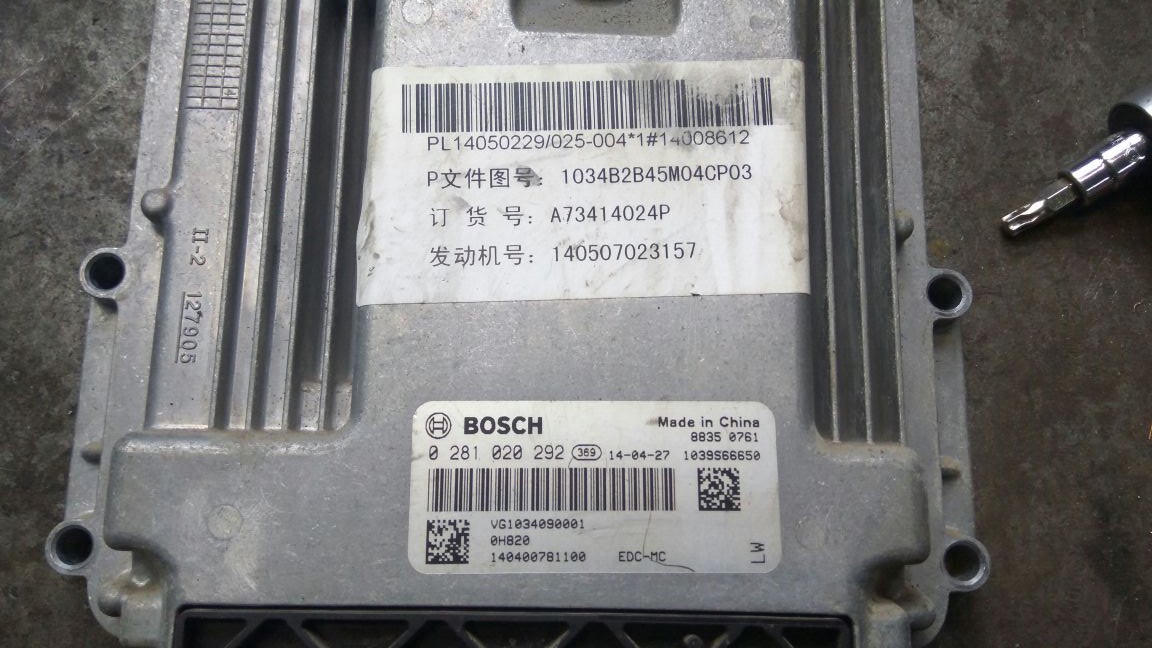 PL14050229/025-004*1#14008612
P文件图号: 1034B2B45M04CP03
订 货 号: A73414024P
发动机号: 140507023157
II-2 127905
BOSCH
Made in China
8835 0761
0 281 020 292 369 14-04-27 1039S66650
VG1034090001
0H820
140400781100 EDC-MC
LW